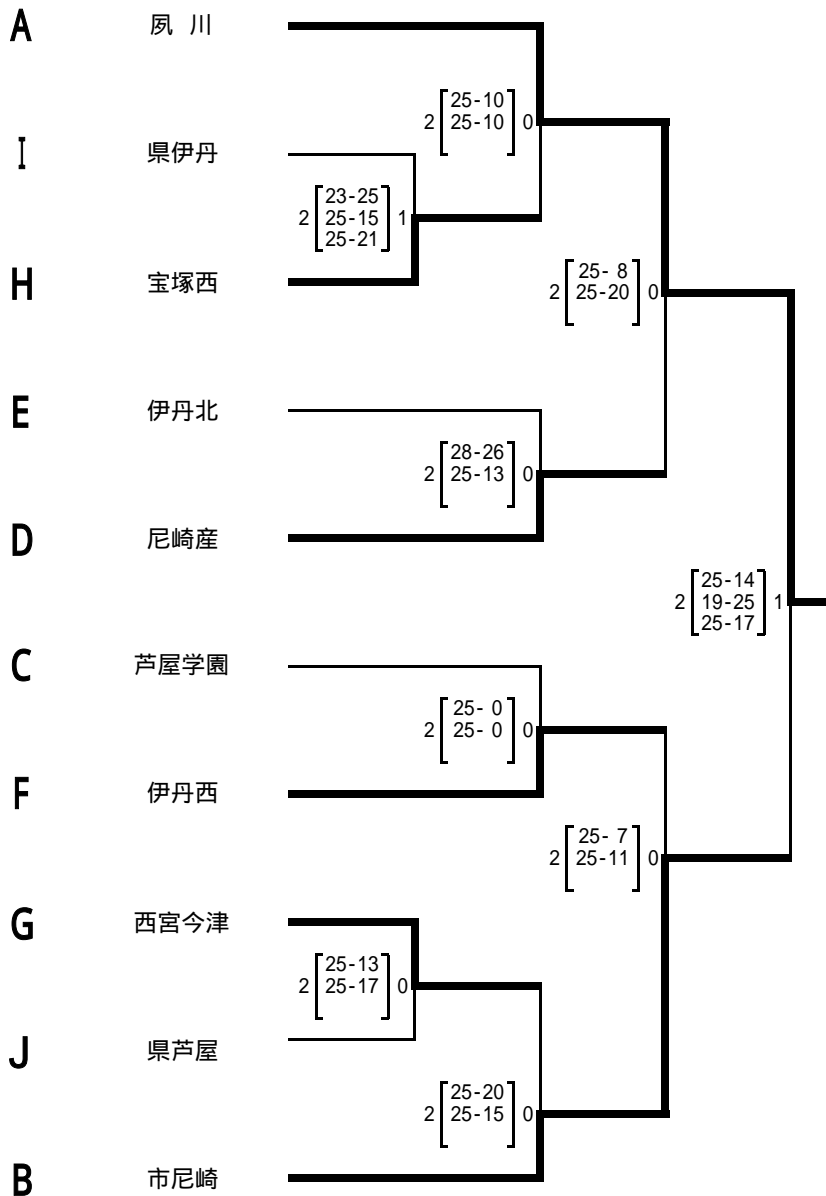 A 夙 川
2 25-10 0
25-10
I 県伊丹
2 23-25 1
25-15
25-21
H 宝塚西
2 25- 8 0
25-20
E 伊丹北
2 28-26 0
25-13
D 尼崎産
2 25-14 1
19-25
25-17
C 芦屋学園
2 25- 0 0
25- 0
F 伊丹西
2 25- 7 0
25-11
G 西宮今津
2 25-13 0
25-17
J 県芦屋
2 25-20 0
25-15
B 市尼崎